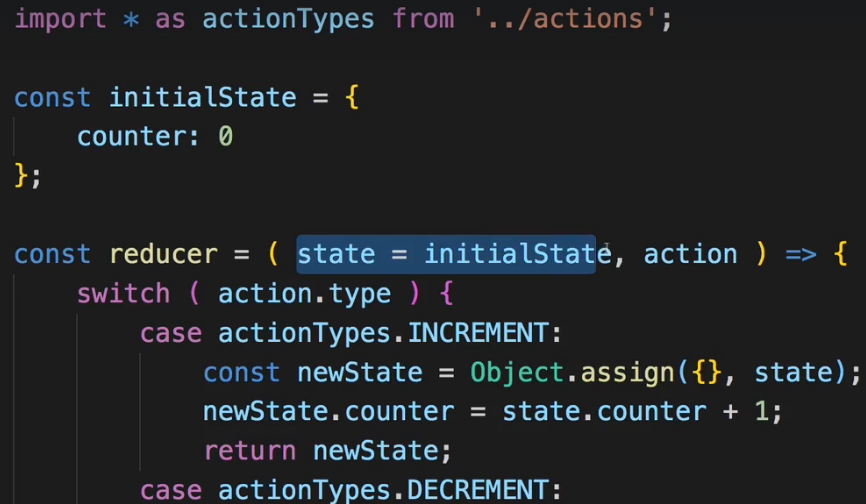 import * as actionTypes from '../actions';
const initialState = {
counter: 0
};
const reducer = ( state = initialState, action ) => {
switch ( action.type ) {
case actionTypes.INCREMENT:
const newState = Object.assign({}, state);
newState.counter = state.counter + 1;
return newState;
case actionTypes.DECREMENT: